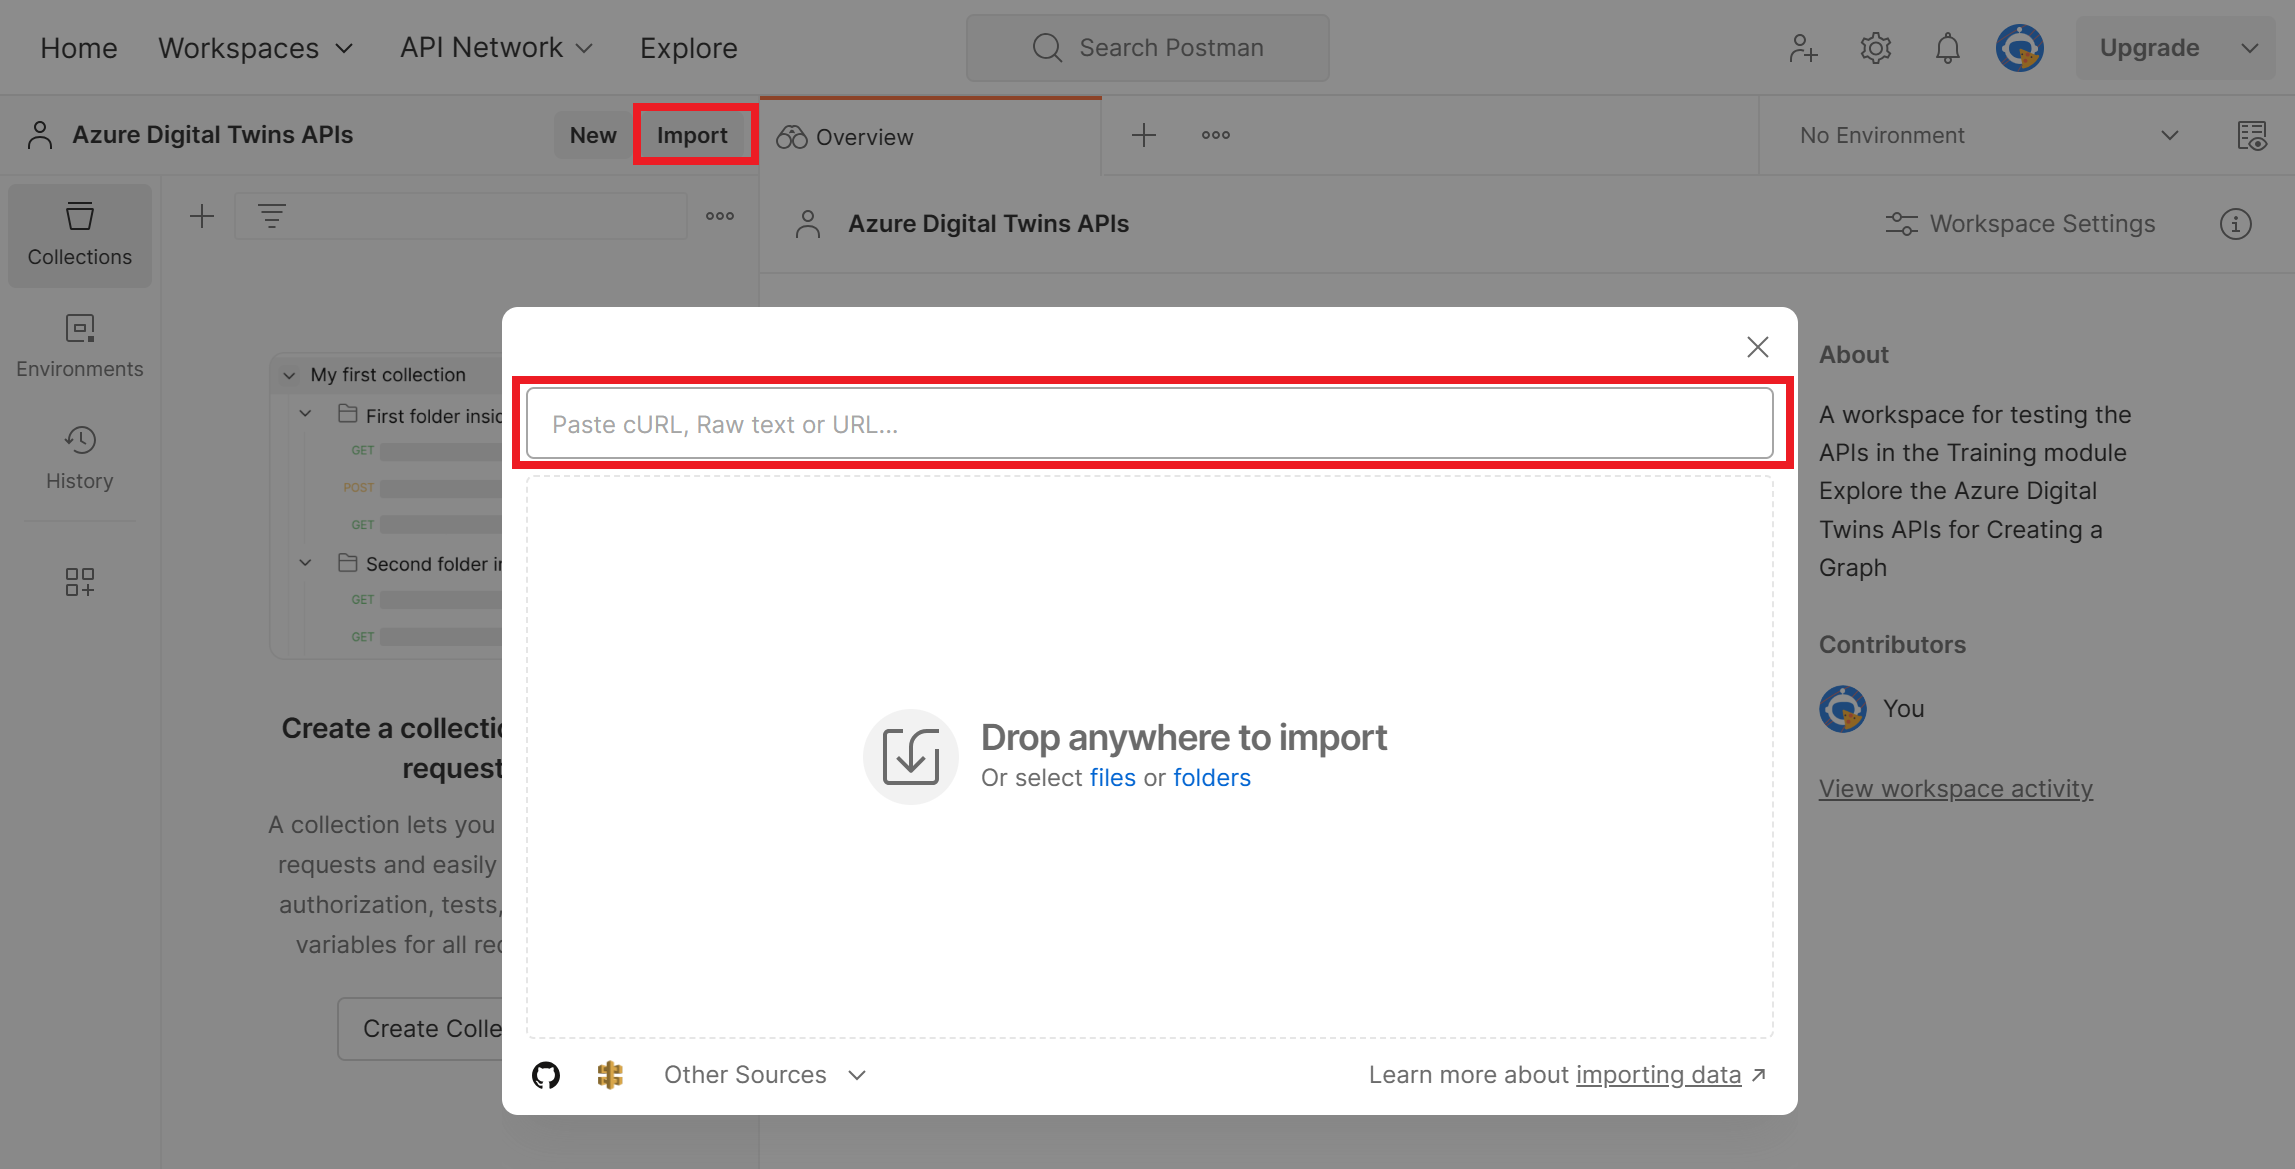 Home Workspaces API Network Explore Search Postman Upgrade
Azure Digital Twins APIs New Import Overview No Environment
Collections
Environments
History
My first collection
First folder insid
GET
POST
GET
Second folder in
GET
GET
Create a collectio
request
A collection lets you
requests and easily
authorization, tests,
variables for all req
Create Colle
Azure Digital Twins APIs Workspace Settings
Paste cURL, Raw text or URL...
Drop anywhere to import
Or select files or folders
Other Sources Learn more about importing data
About
A workspace for testing the
APIs in the Training module
Explore the Azure Digital
Twins APIs for Creating a
Graph
Contributors
You
View workspace activity